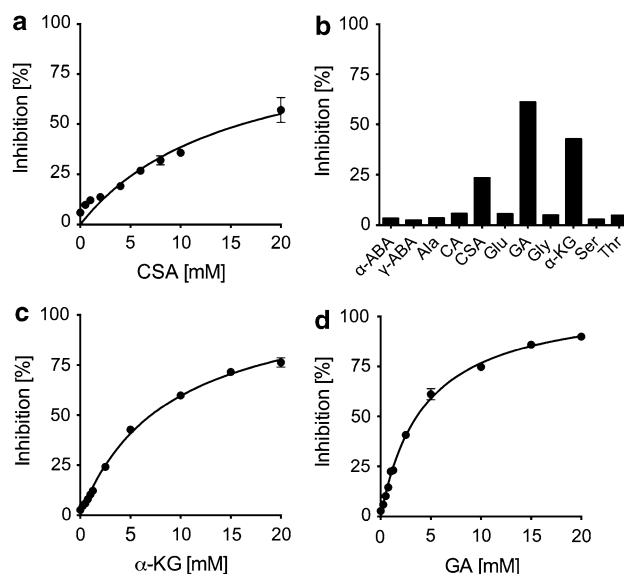 a
100
75
50
25
0
Inhibition [%]
0 5 10 15 20
CSA [mM]
b
100
75
50
25
0
Inhibition [%]
α-ABA
γ-ABA
Ala
CA
CSA
Glu
GA
Gly
α-KG
Ser
Thr
c
100
75
50
25
0
Inhibition [%]
0 5 10 15 20
α-KG [mM]
d
100
75
50
25
0
Inhibition [%]
0 5 10 15 20
GA [mM]